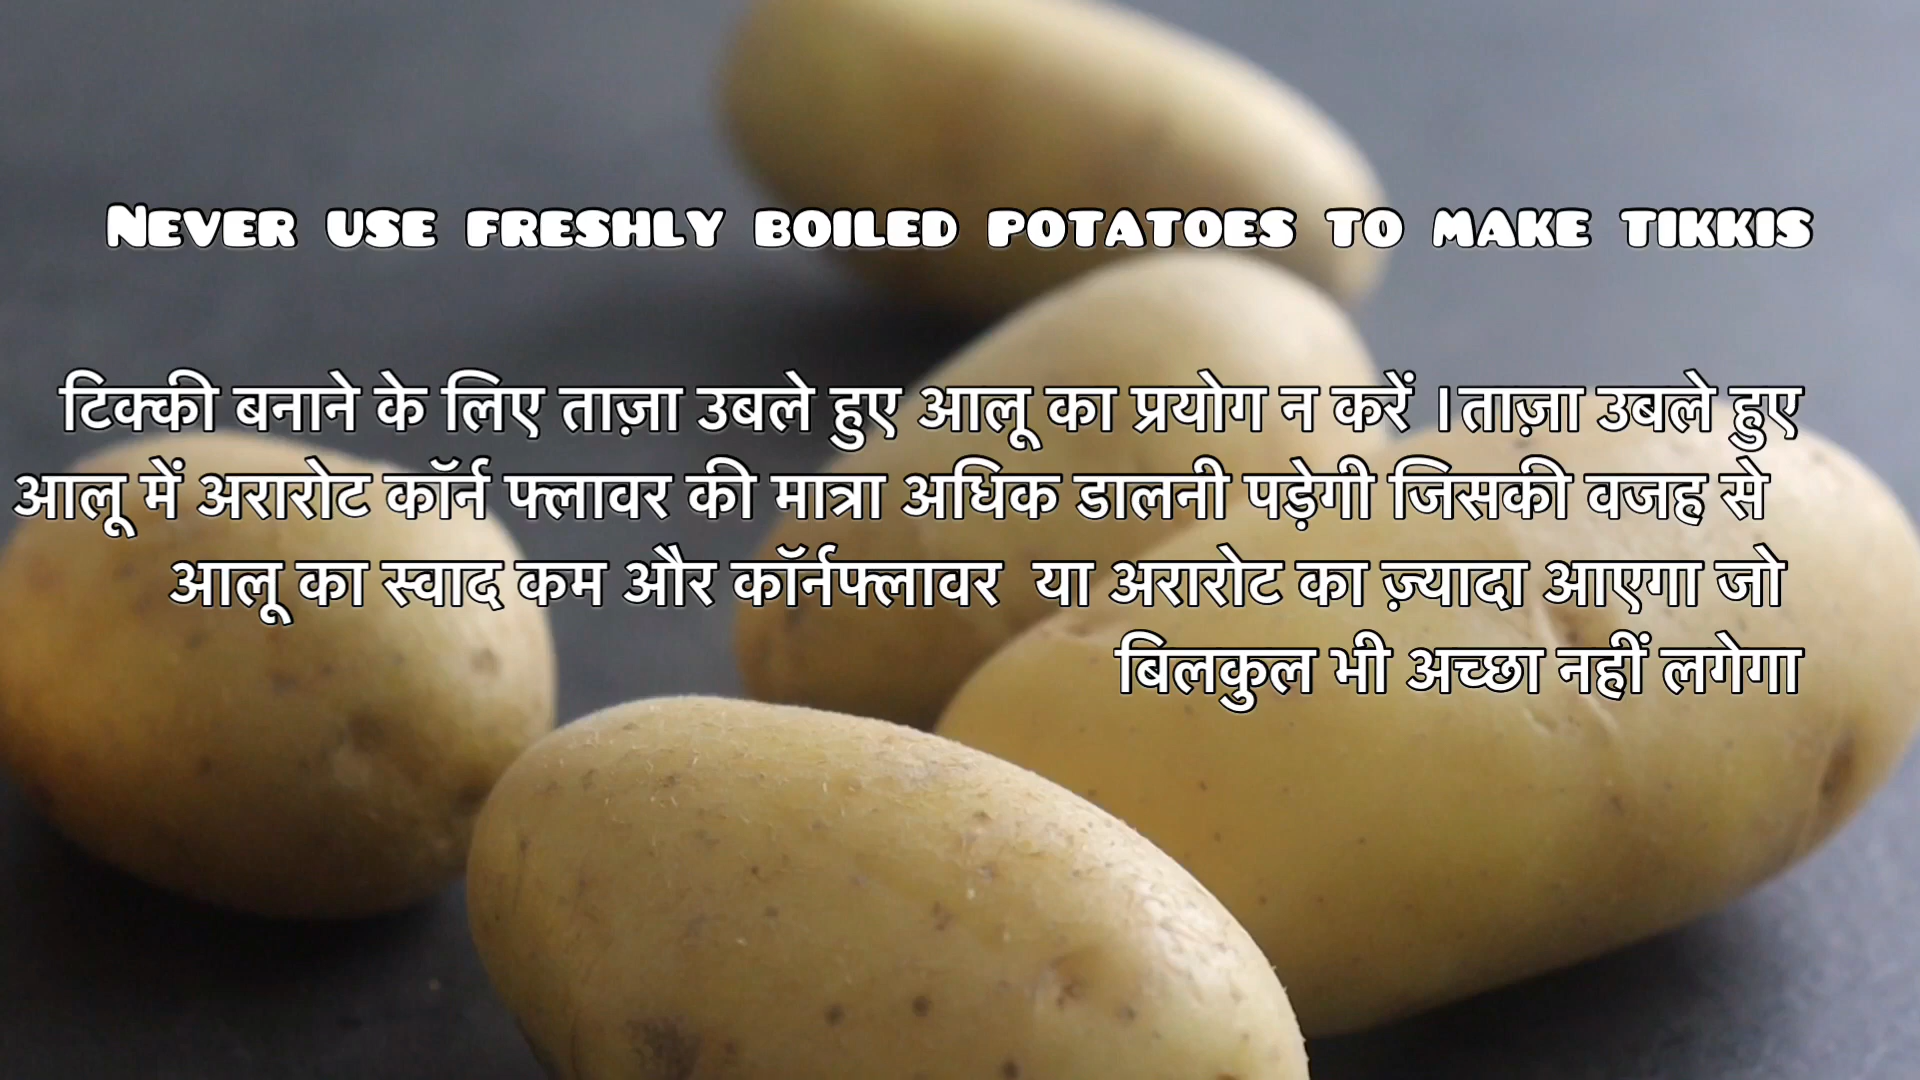 Never use freshly boiled potatoes to make tikkis
टिक्की बनाने के लिए ताज़ा उबले हुए आलू का प्रयोग न करें ।ताज़ा उबले हुए
आलू में अरारोट कॉर्न फ्लावर की मात्रा अधिक डालनी पड़ेगी जिसकी वजह से
आलू का स्वाद कम और कॉर्नफ्लावर या अरारोट का ज़्यादा आएगा जो
बिलकुल भी अच्छा नहीं लगेगा